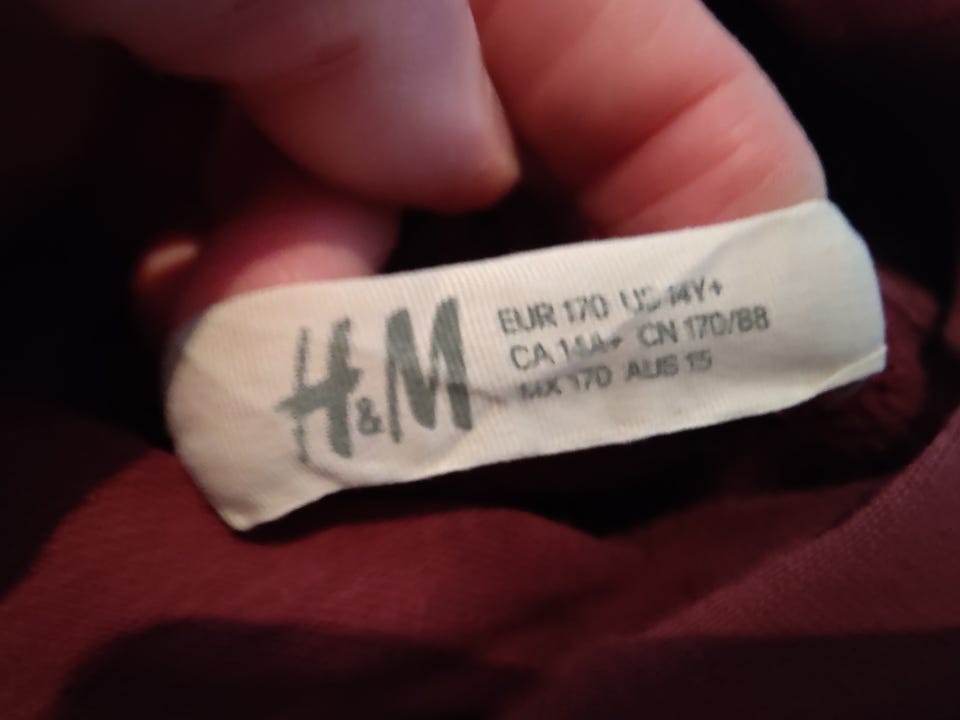 H&M
EUR 170 US 14Y+
CA 14A+ CN 170/88
MX 170 AUS 15